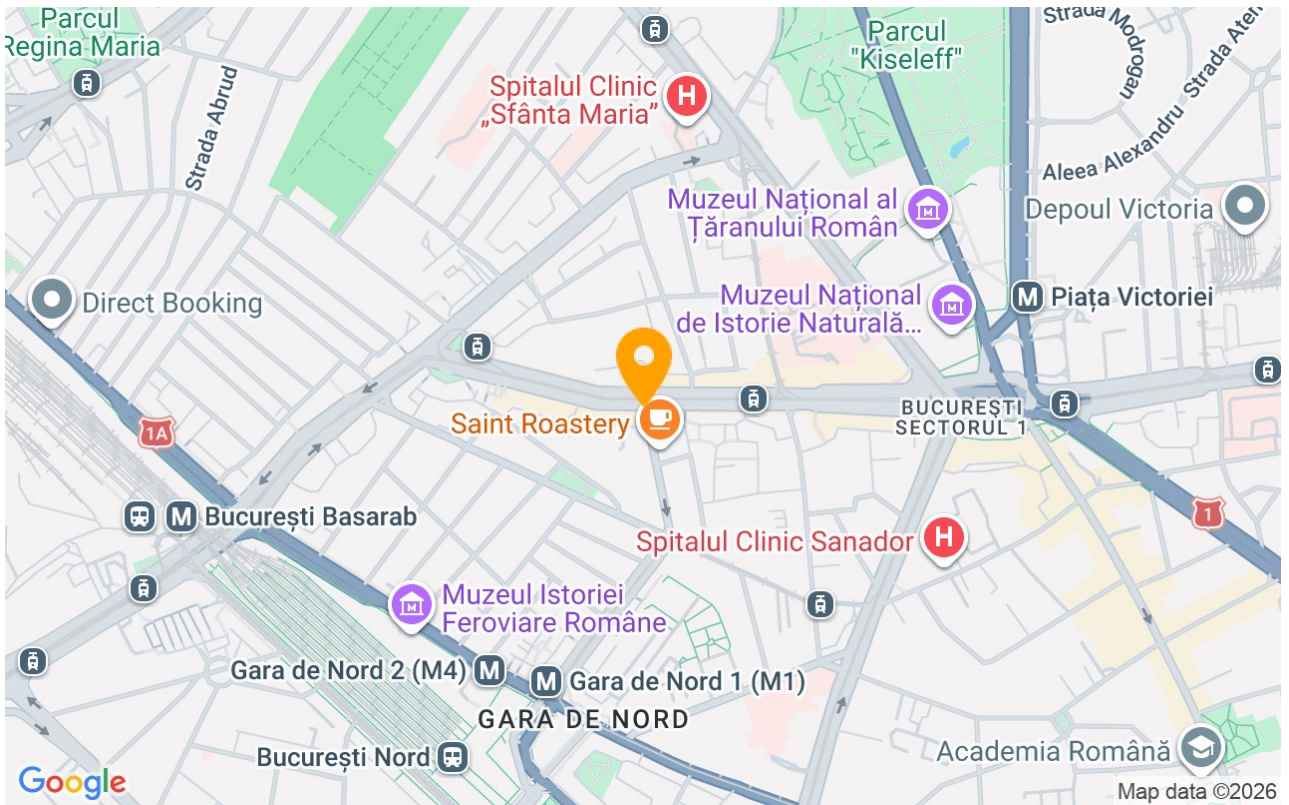 Parcul
Regina Maria
Strada Abrud
Spitalul Clinic
„Sfânta Maria”
H
Parcul
"Kiseleff"
Strada Modrogan
Aleea Alexandru
Muzeul Național al
Țăranului Român
Depoul Victoria
Direct Booking
Muzeul Național
de Istorie Naturală...
M
Piața Victoriei
Saint Roastery
BUCUREȘTI
SECTORUL 1
1A
M
București Basarab
1
Spitalul Clinic Sanador
H
Muzeul Istoriei
Feroviare Române
Gara de Nord 2 (M4)
M
M
Gara de Nord 1 (M1)
GARA DE NORD
București Nord
Academia Română
Google
Map data ©2026